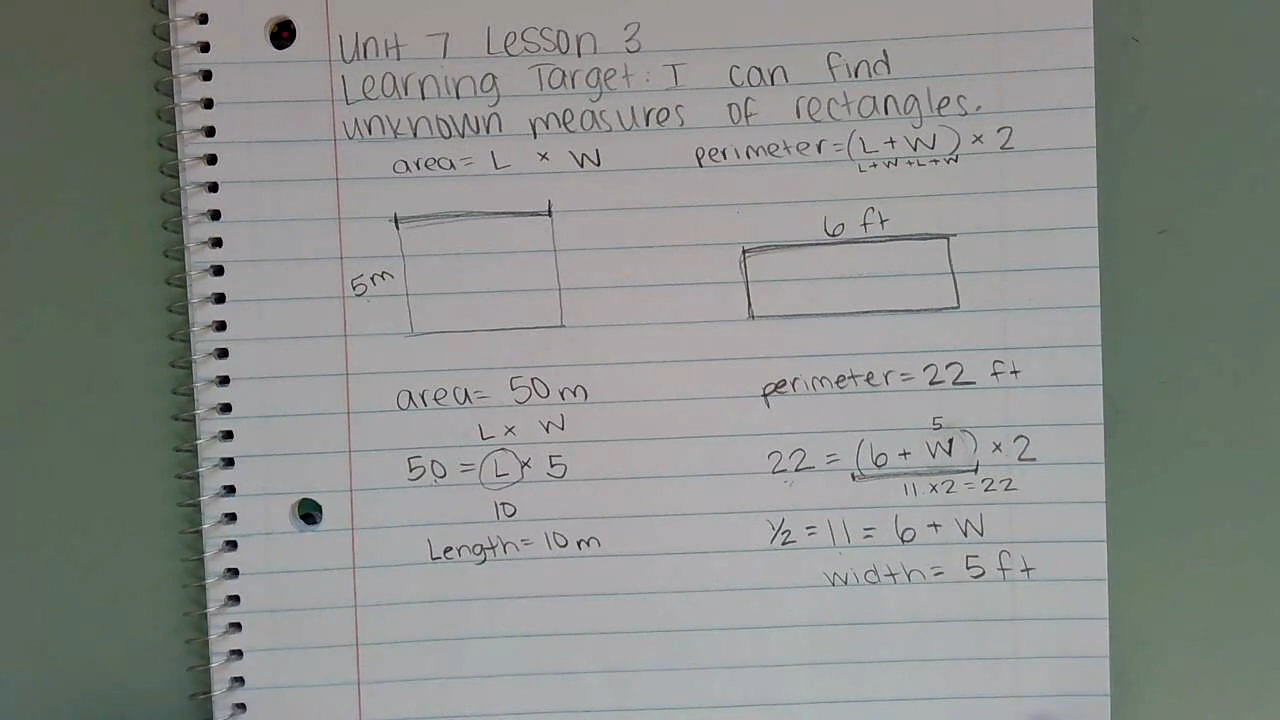 Unit 7 Lesson 3
Learning Target: I can find
unknown measures of rectangles.
area = L × W
perimeter = (L + W) × 2
L+W+L+W
5m
6 ft
area = 50m
L × W
50 = L × 5
10
Length = 10m
perimeter = 22 ft
5
22 = (6 + W) × 2
11 × 2 = 22
1/2 = 11 = 6 + W
width = 5 ft